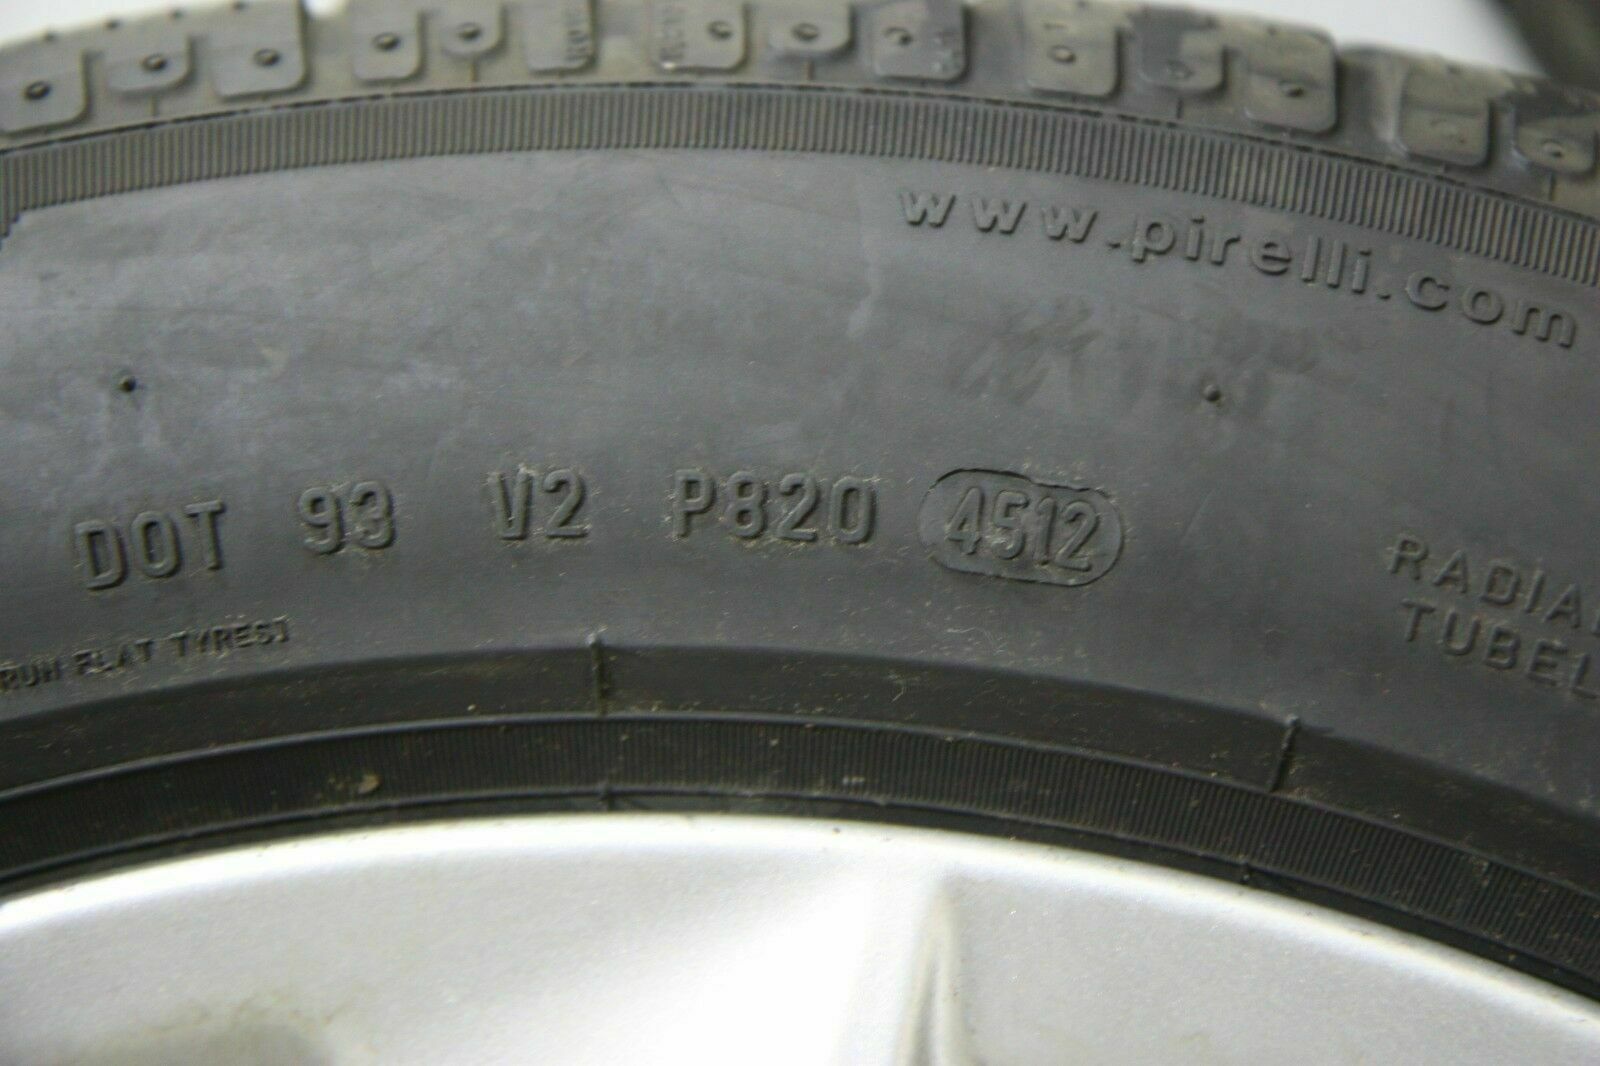 www.pirelli.com
DOT 93 V2 P820 4512
RADIAL
TUBEL
RUN FLAT TYRES]